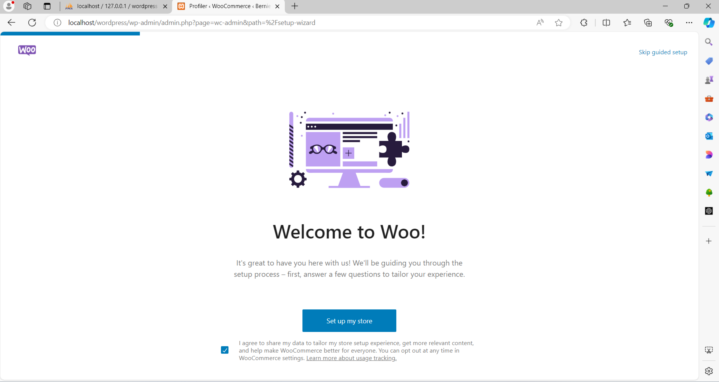 localhost / 127.0.0.1 / wordpress
Profiler ‹ WooCommerce ‹
localhost/wordpress/wp-admin/admin.php?page=wc-admin&path=%2Fsetup-wizard
WOO
Skip guided setup
Welcome to Woo!
It's great to have you here with us! We'll be guiding you through the
setup process – first, answer a few questions to tailor your experience.
Set up my store
I agree to share my data to tailor my store setup experience, get more relevant content,
and help make WooCommerce better for everyone. You can opt out at any time in
WooCommerce settings. Learn more about usage tracking.